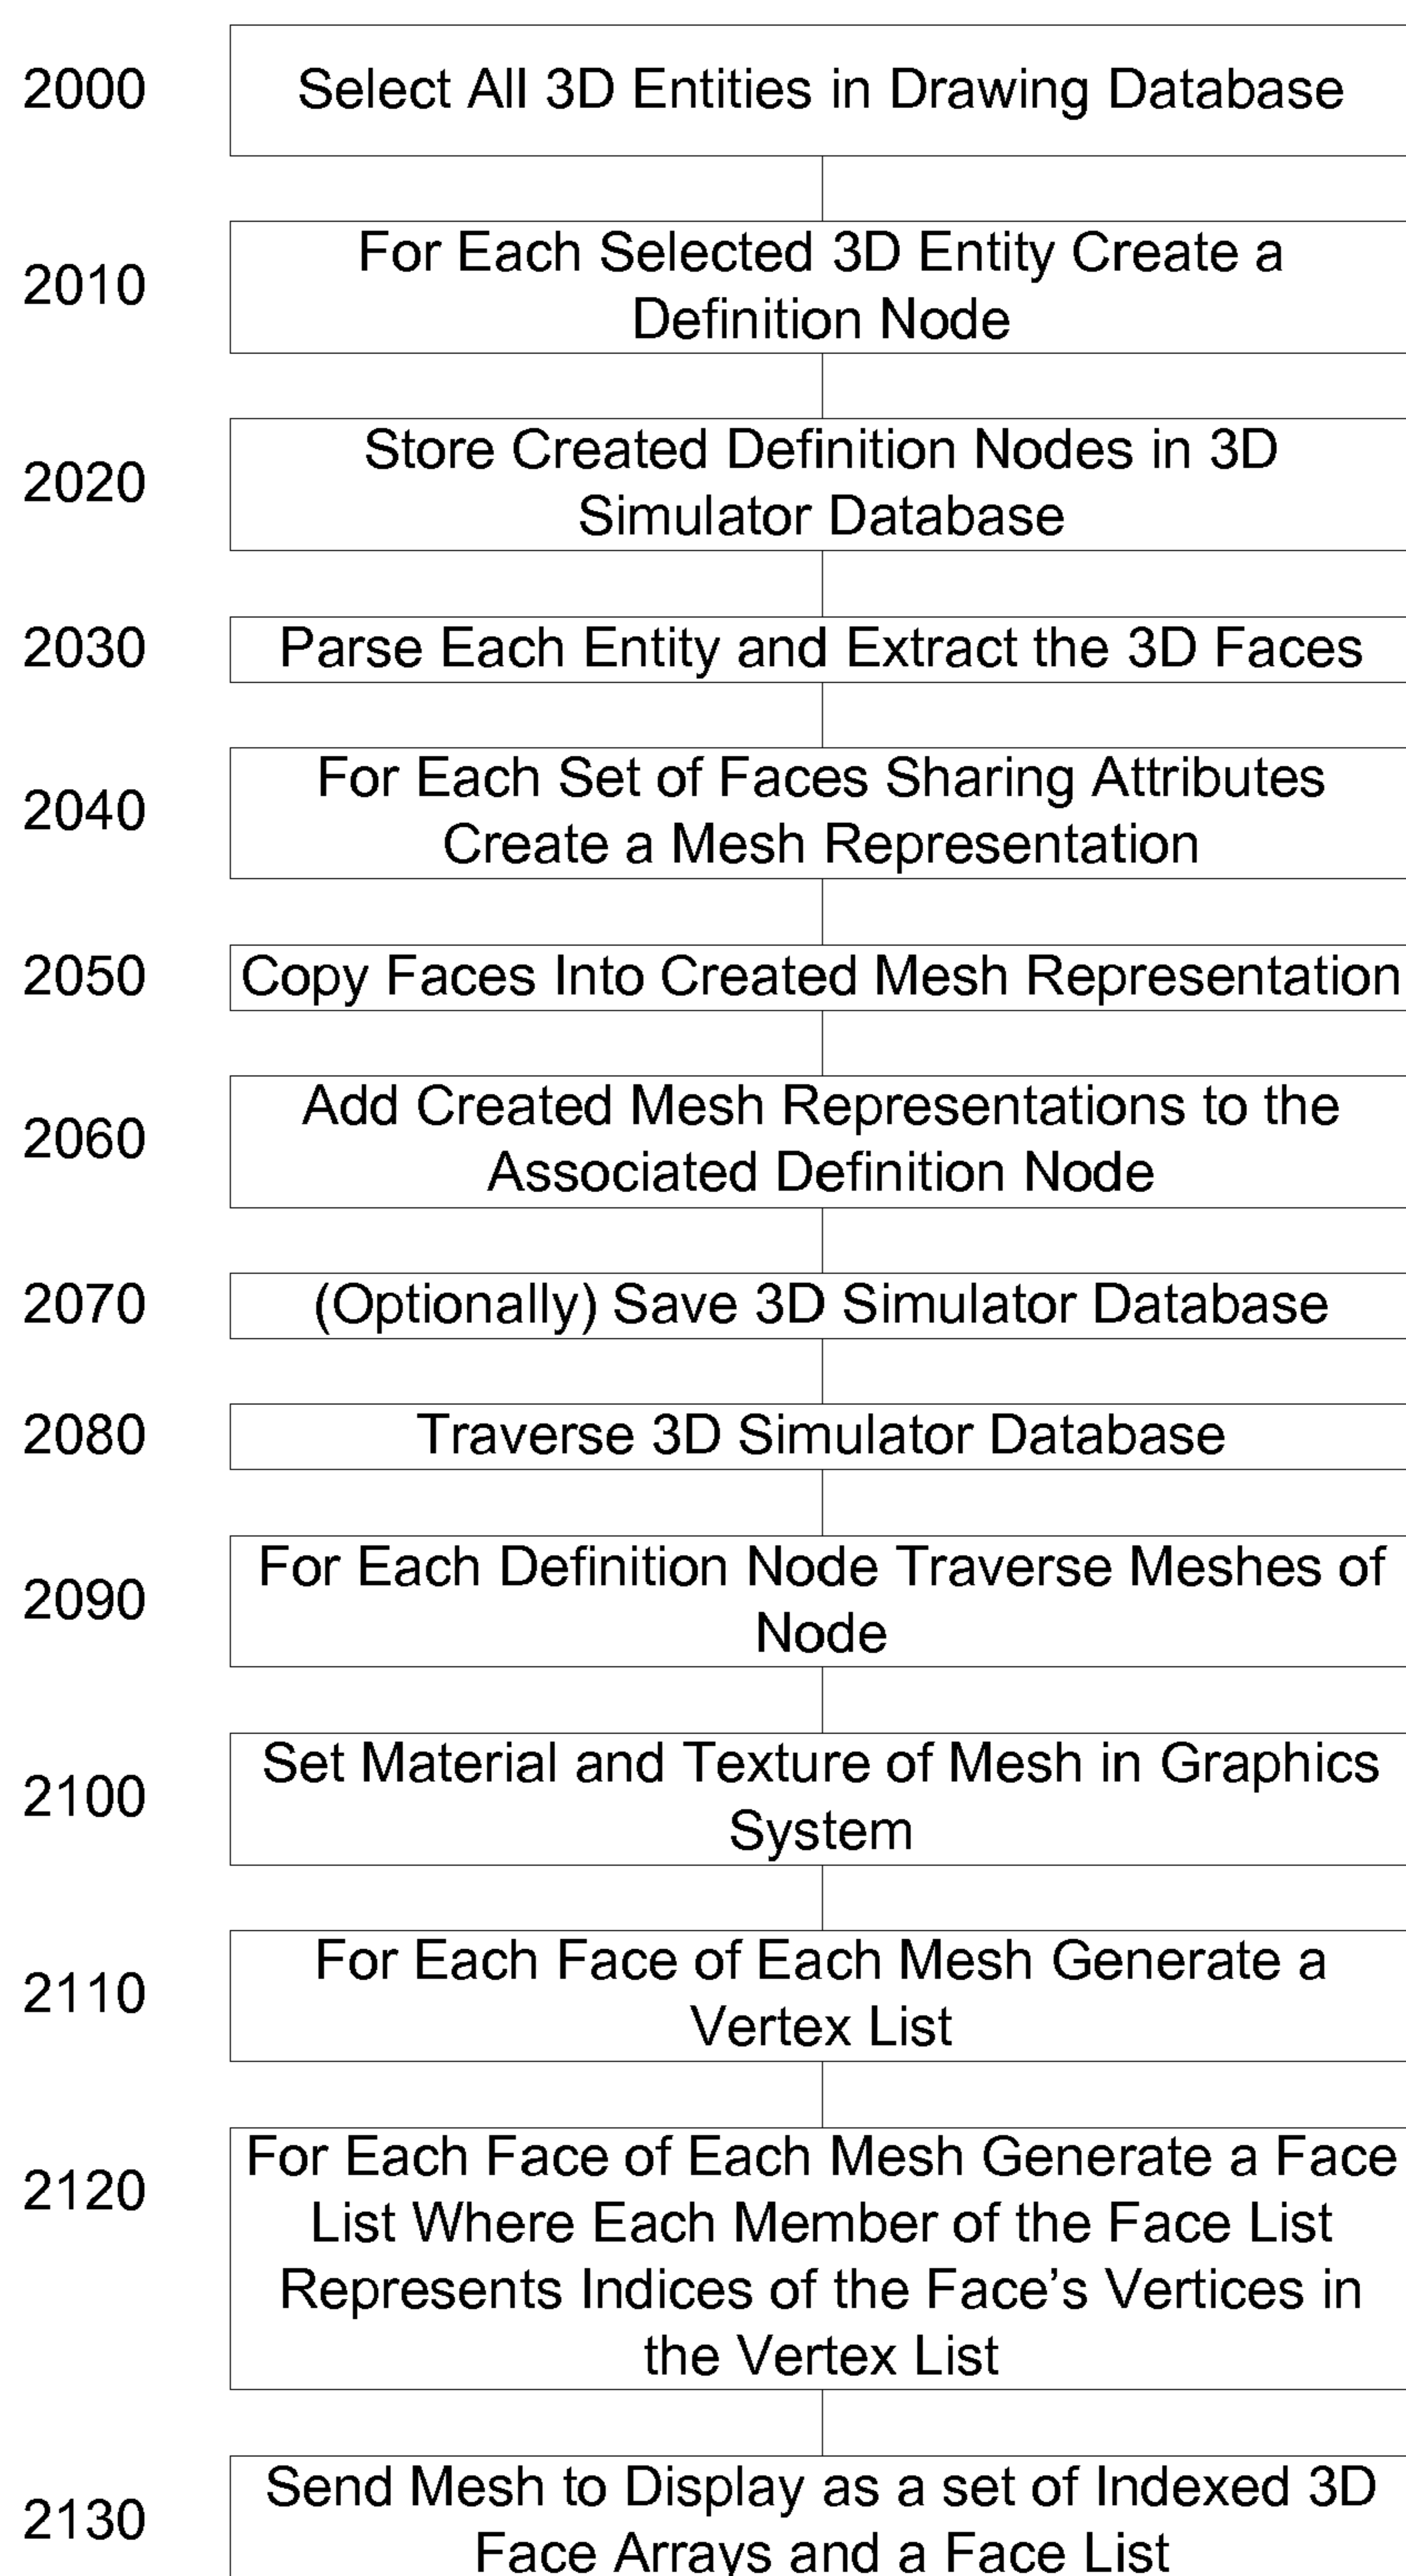 2000
Select All 3D Entities in Drawing Database
2010
For Each Selected 3D Entity Create a
Definition Node
2020
Store Created Definition Nodes in 3D
Simulator Database
2030
Parse Each Entity and Extract the 3D Faces
2040
For Each Set of Faces Sharing Attributes
Create a Mesh Representation
2050
Copy Faces Into Created Mesh Representation
2060
Add Created Mesh Representations to the
Associated Definition Node
2070
(Optionally) Save 3D Simulator Database
2080
Traverse 3D Simulator Database
2090
For Each Definition Node Traverse Meshes of
Node
2100
Set Material and Texture of Mesh in Graphics
System
2110
For Each Face of Each Mesh Generate a
Vertex List
2120
For Each Face of Each Mesh Generate a Face
List Where Each Member of the Face List
Represents Indices of the Face's Vertices in
the Vertex List
2130
Send Mesh to Display as a set of Indexed 3D
Face Arrays and a Face List